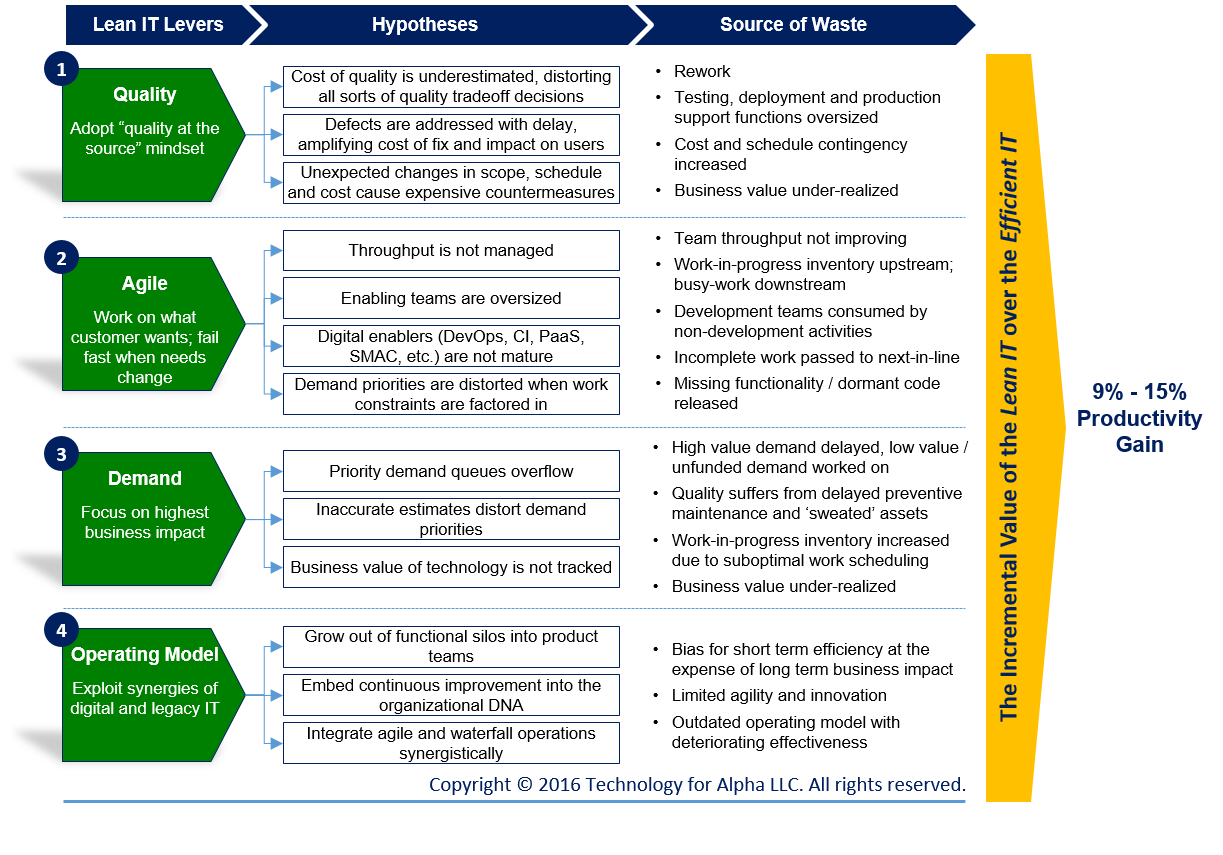 Lean IT Levers
Hypotheses
Source of Waste
1
Quality
Adopt “quality at the
source” mindset
Cost of quality is underestimated, distorting
all sorts of quality tradeoff decisions
Defects are addressed with delay,
amplifying cost of fix and impact on users
Unexpected changes in scope, schedule
and cost cause expensive countermeasures
• Rework
• Testing, deployment and production
support functions oversized
• Cost and schedule contingency
increased
• Business value under-realized
2
Agile
Work on what
customer wants; fail
fast when needs
change
Throughput is not managed
Enabling teams are oversized
Digital enablers (DevOps, CI, PaaS,
SMAC, etc.) are not mature
Demand priorities are distorted when work
constraints are factored in
• Team throughput not improving
• Work-in-progress inventory upstream;
busy-work downstream
• Development teams consumed by
non-development activities
• Incomplete work passed to next-in-line
• Missing functionality / dormant code
released
3
Demand
Focus on highest
business impact
Priority demand queues overflow
Inaccurate estimates distort demand
priorities
Business value of technology is not tracked
• High value demand delayed, low value /
unfunded demand worked on
• Quality suffers from delayed preventive
maintenance and ‘sweated’ assets
• Work-in-progress inventory increased
due to suboptimal work scheduling
• Business value under-realized
4
Operating Model
Exploit synergies of
digital and legacy IT
Grow out of functional silos into product
teams
Embed continuous improvement into the
organizational DNA
Integrate agile and waterfall operations
synergistically
• Bias for short term efficiency at the
expense of long term business impact
• Limited agility and innovation
• Outdated operating model with
deteriorating effectiveness
The Incremental Value of the Lean IT over the Efficient IT
9% - 15%
Productivity
Gain
Copyright © 2016 Technology for Alpha LLC. All rights reserved.